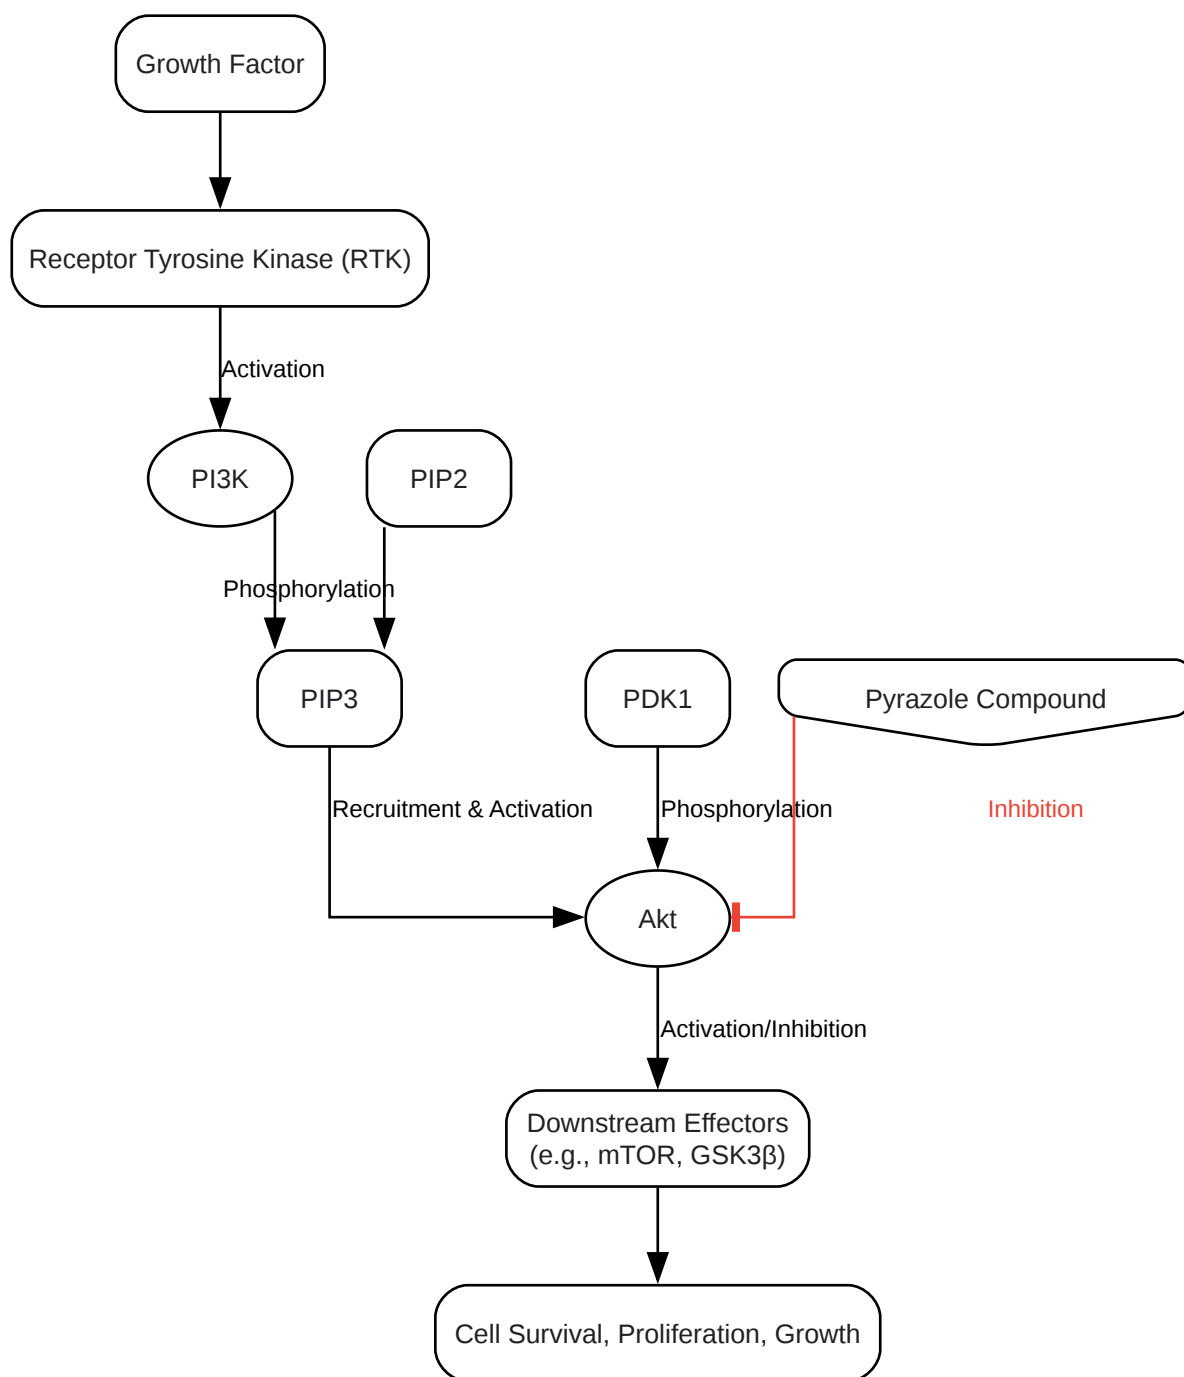 Growth Factor
Receptor Tyrosine Kinase (RTK)
Activation
PI3K
PIP2
Phosphorylation
PIP3
PDK1
Pyrazole Compound
Recruitment & Activation
Phosphorylation
Inhibition
Akt
Activation/Inhibition
Downstream Effectors
(e.g., mTOR, GSK3β)
Cell Survival, Proliferation, Growth